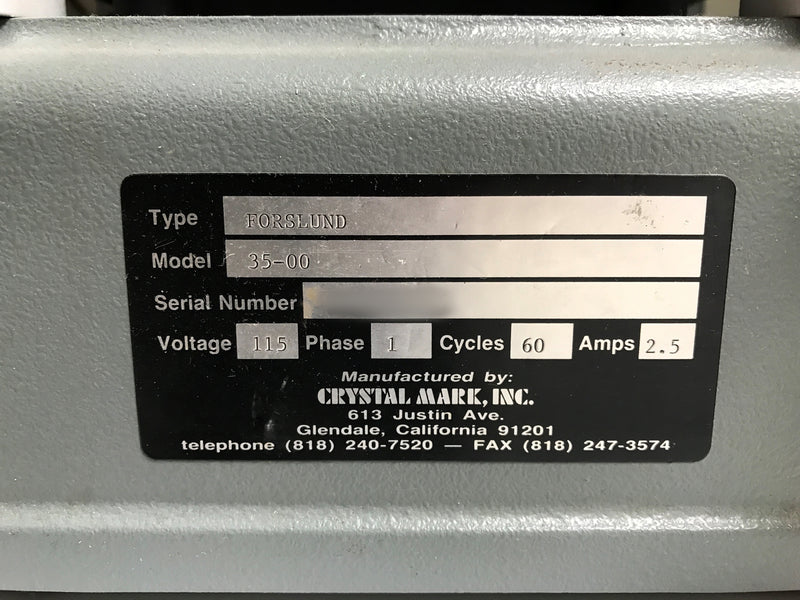 Type FORSLUND
Model 35-00
Serial Number
Voltage 115 Phase 1 Cycles 60 Amps 2.5
Manufactured by:
CRYSTAL MARK, INC.
613 Justin Ave.
Glendale, California 91201
telephone (818) 240-7520 — FAX (818) 247-3574